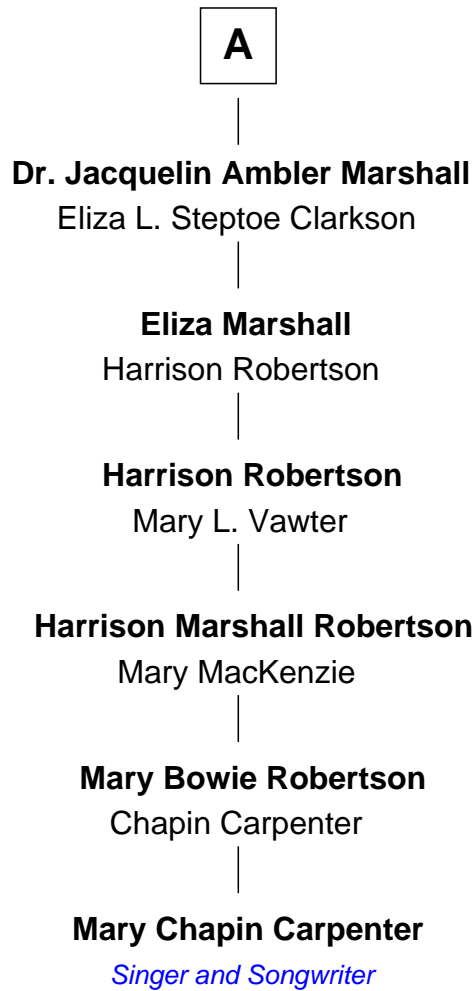 A
Dr. Jacquelin Ambler Marshall
Eliza L. Steptoe Clarkson
Eliza Marshall
Harrison Robertson
Harrison Robertson
Mary L. Vawter
Harrison Marshall Robertson
Mary MacKenzie
Mary Bowie Robertson
Chapin Carpenter
Mary Chapin Carpenter
Singer and Songwriter